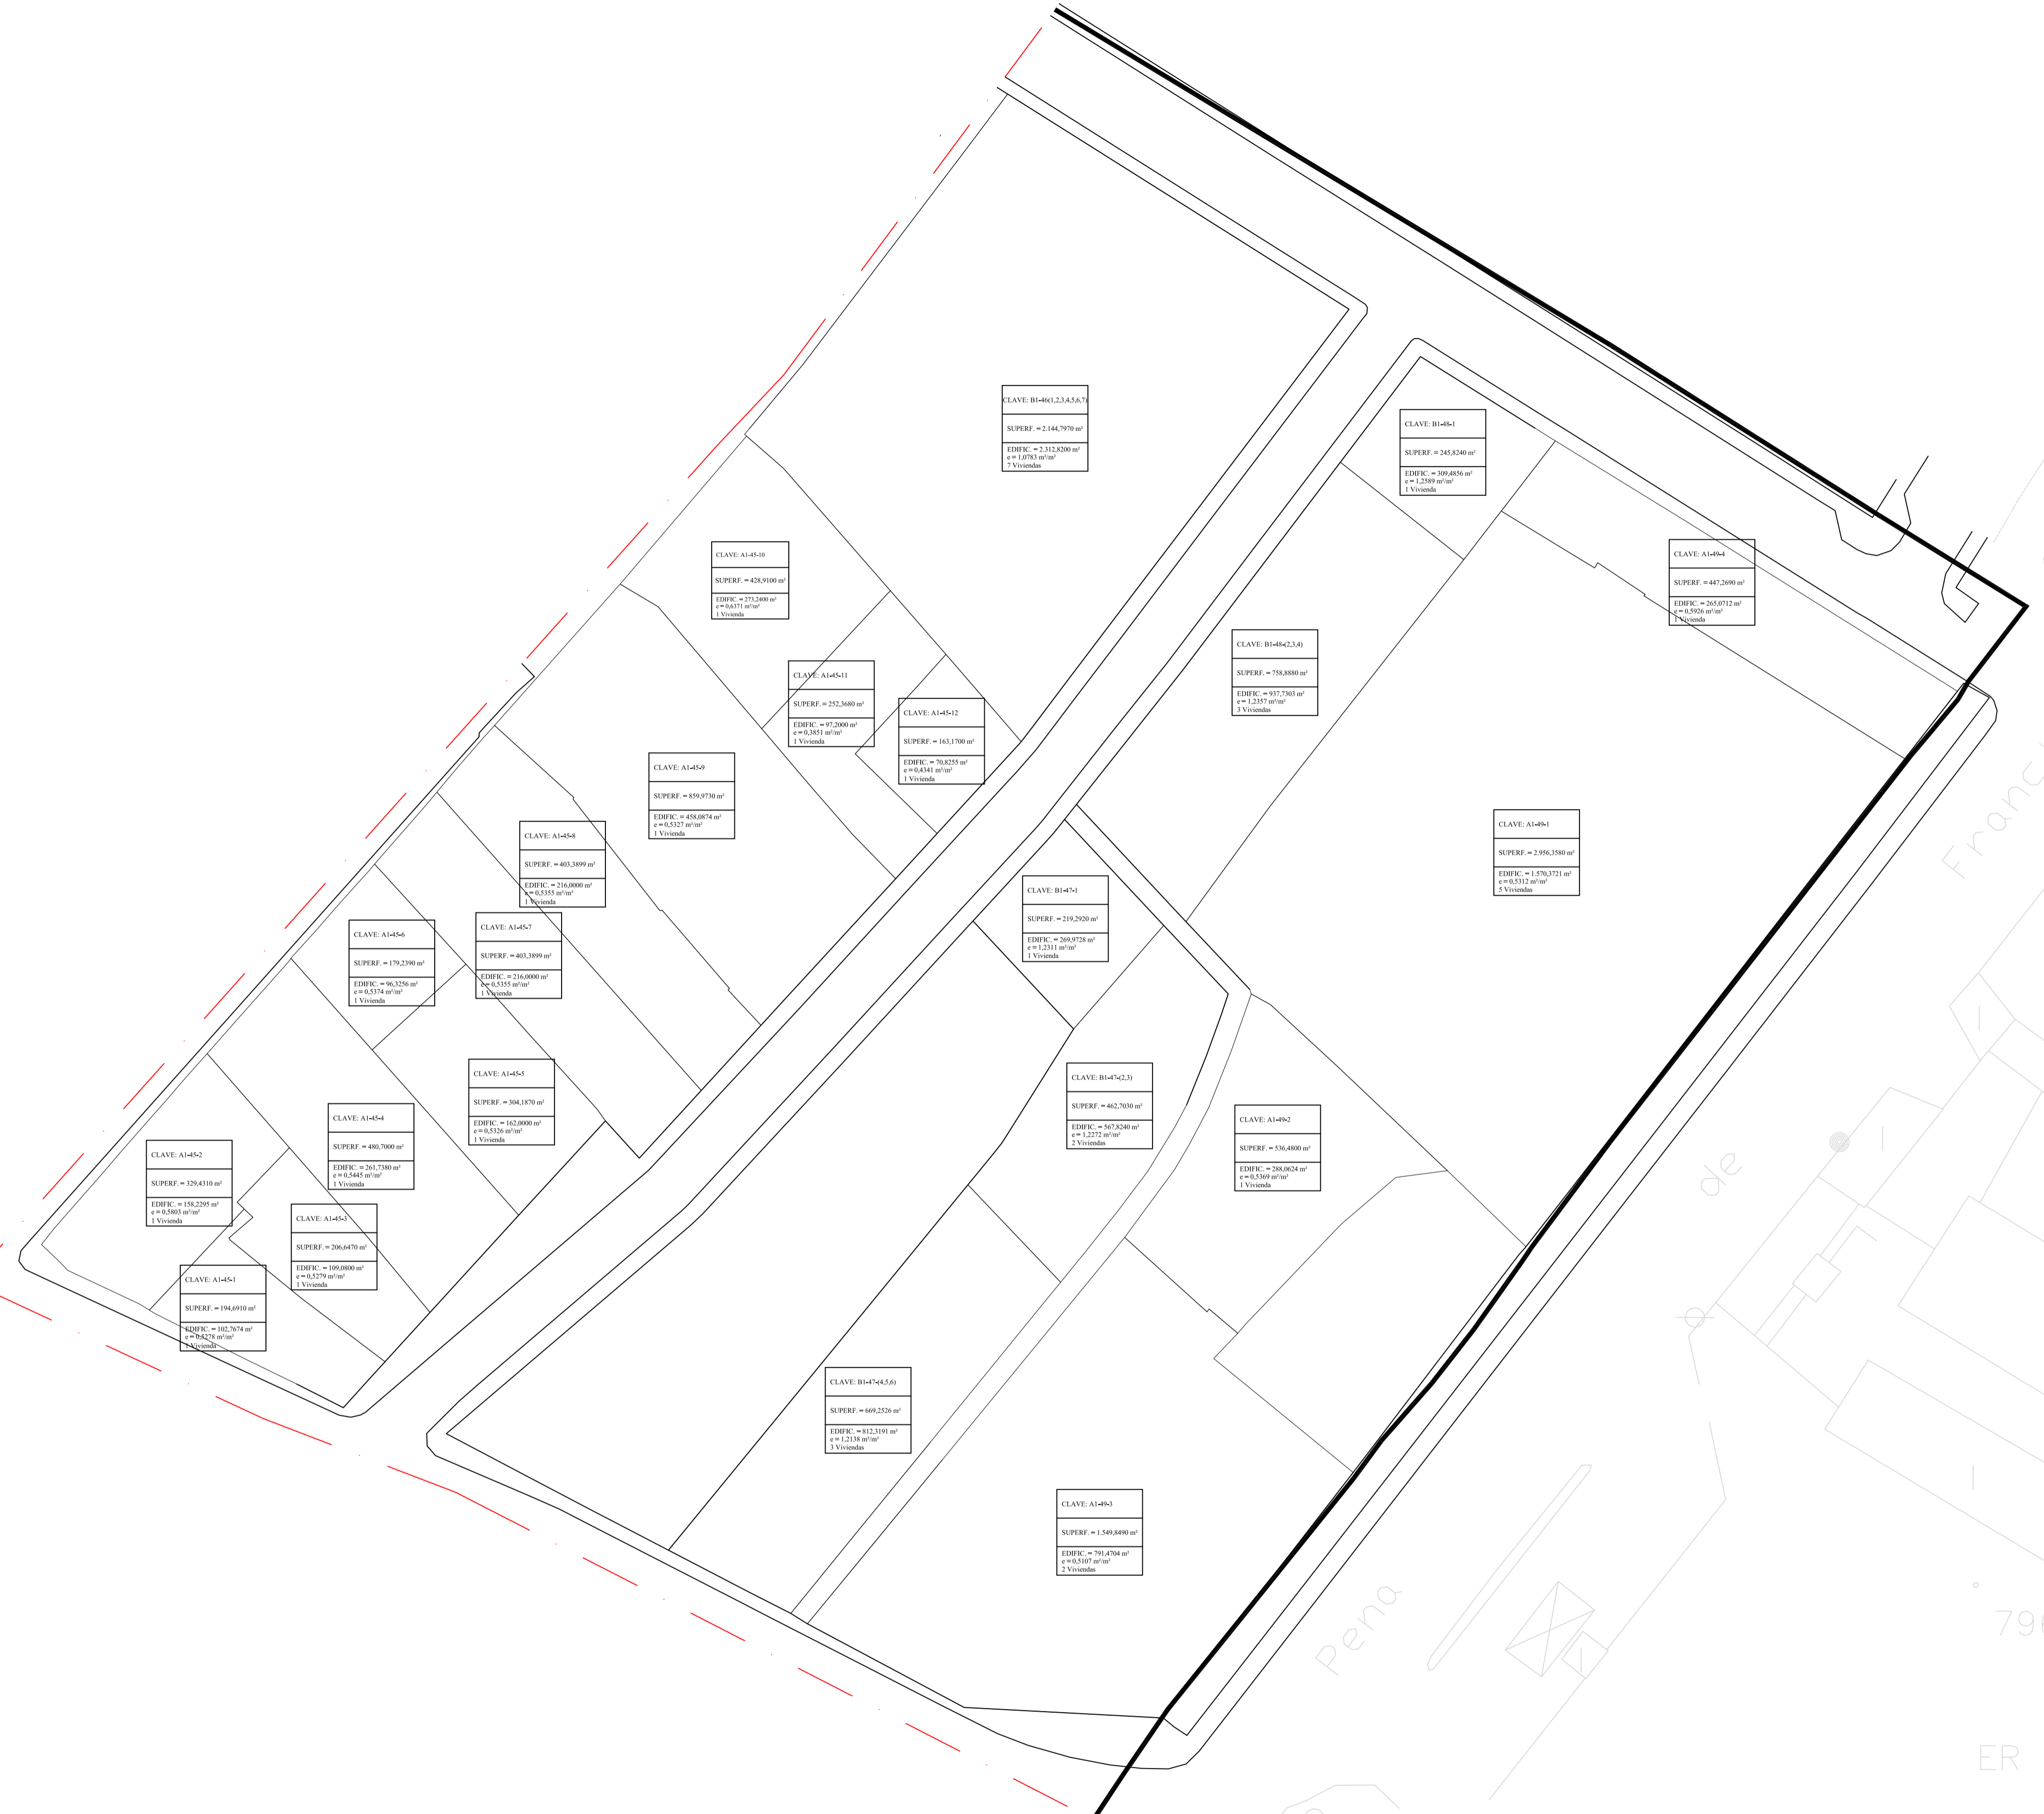 CLAVE: B1-46(1,2,3,4,5,6,7)
SUPERF. = 2.144,7970 m²
EDIFIC. = 2.312,8200 m²
e = 1,0783 m²/m²
7 Viviendas
CLAVE: B1-48-1
SUPERF. = 245,8240 m²
EDIFIC. = 309,4856 m²
e = 1,2589 m²/m²
1 Vivienda
CLAVE: A1-49-4
SUPERF. = 447,2690 m²
EDIFIC. = 265,0712 m²
e = 0,5926 m²/m²
1 Vivienda
CLAVE: A1-45-10
SUPERF. = 428,9100 m²
EDIFIC. = 273,2400 m²
e = 0,6371 m²/m²
1 Vivienda
CLAVE: B1-48-(2,3,4)
SUPERF. = 758,8880 m²
EDIFIC. = 937,7303 m²
e = 1,2357 m²/m²
3 Viviendas
CLAVE: A1-45-11
SUPERF. = 252,3680 m²
EDIFIC. = 97,2000 m²
e = 0,3851 m²/m²
1 Vivienda
CLAVE: A1-45-12
SUPERF. = 163,1700 m²
EDIFIC. = 70,8255 m²
e = 0,4341 m²/m²
1 Vivienda
CLAVE: A1-45-9
SUPERF. = 859,9730 m²
EDIFIC. = 458,0874 m²
e = 0,5327 m²/m²
1 Vivienda
CLAVE: A1-49-1
SUPERF. = 2.956,3580 m²
EDIFIC. = 1.570,3721 m²
e = 0,5312 m²/m²
5 Viviendas
CLAVE: A1-45-8
SUPERF. = 403,3899 m²
EDIFIC. = 216,0000 m²
e = 0,5355 m²/m²
1 Vivienda
CLAVE: B1-47-1
SUPERF. = 219,2920 m²
EDIFIC. = 269,9728 m²
e = 1,2311 m²/m²
1 Vivienda
CLAVE: A1-45-6
SUPERF. = 179,2390 m²
EDIFIC. = 96,3256 m²
e = 0,5374 m²/m²
1 Vivienda
CLAVE: A1-45-7
SUPERF. = 403,3899 m²
EDIFIC. = 216,0000 m²
e = 0,5355 m²/m²
1 Vivienda
CLAVE: A1-45-5
SUPERF. = 304,1870 m²
EDIFIC. = 162,0000 m²
e = 0,5326 m²/m²
1 Vivienda
CLAVE: B1-47-(2,3)
SUPERF. = 462,7030 m²
EDIFIC. = 567,8240 m²
e = 1,2272 m²/m²
2 Viviendas
CLAVE: A1-45-4
SUPERF. = 480,7000 m²
EDIFIC. = 261,7380 m²
e = 0,5445 m²/m²
1 Vivienda
CLAVE: A1-49-2
SUPERF. = 536,4800 m²
EDIFIC. = 288,0624 m²
e = 0,5369 m²/m²
1 Vivienda
CLAVE: A1-45-2
SUPERF. = 329,4310 m²
EDIFIC. = 158,2295 m²
e = 0,5803 m²/m²
1 Vivienda
CLAVE: A1-45-3
SUPERF. = 206,6470 m²
EDIFIC. = 109,0800 m²
e = 0,5279 m²/m²
1 Vivienda
CLAVE: A1-45-1
SUPERF. = 194,6910 m²
EDIFIC. = 102,7674 m²
e = 0,5278 m²/m²
1 Vivienda
CLAVE: B1-47-(4,5,6)
SUPERF. = 669,2526 m²
EDIFIC. = 812,3191 m²
e = 1,2138 m²/m²
3 Viviendas
CLAVE: A1-49-3
SUPERF. = 1.549,8490 m²
EDIFIC. = 791,4704 m²
e = 0,5107 m²/m²
2 Viviendas
Pena de Franc
I
I
I
I
I
ER